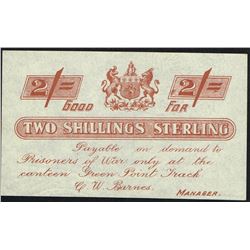 2/= 2/=
GOOD FOR
TWO SHILLINGS STERLING
Payable on demand to
Prisoners of War only at the
canteen Green Point Track
G. W. Barnes.
MANAGER.